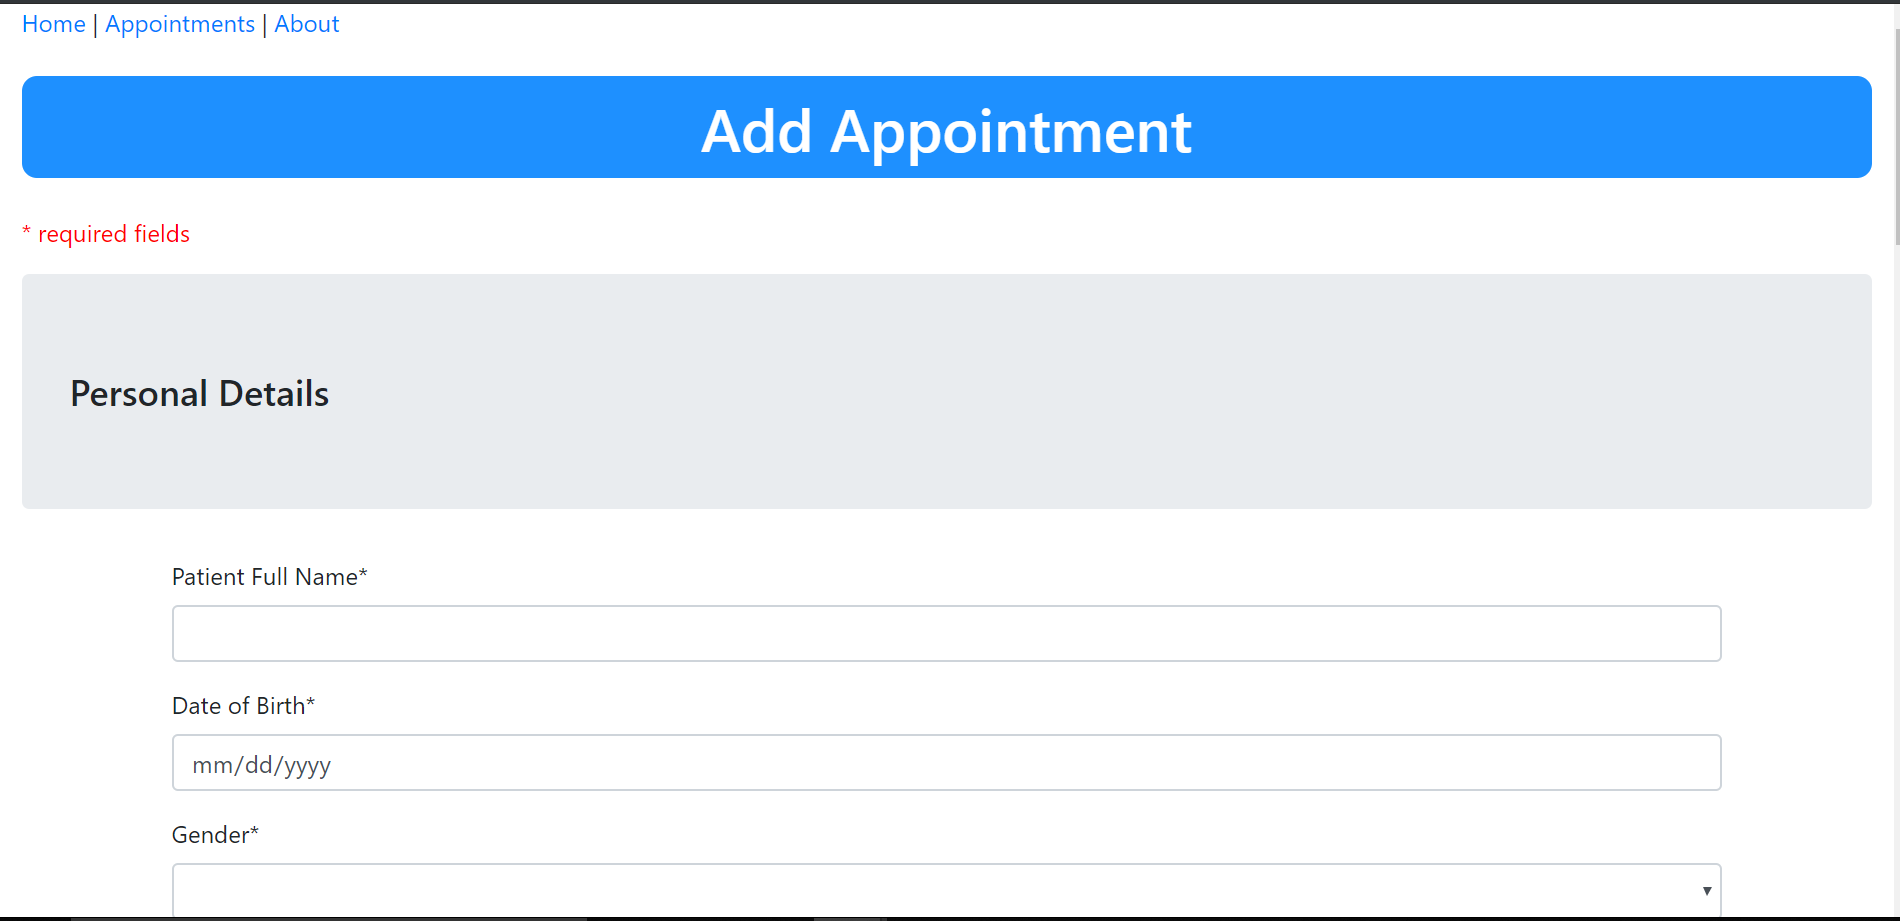 Home | Appointments | About
Add Appointment
* required fields
Personal Details
Patient Full Name*
Date of Birth*
mm/dd/yyyy
Gender*